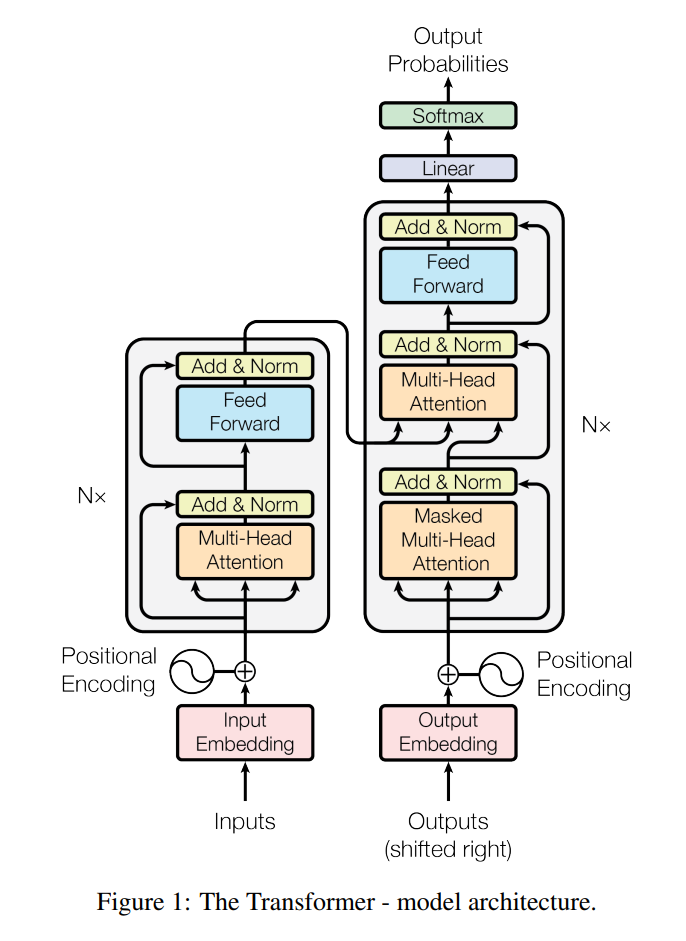 Output
Probabilities
Softmax
Linear
Add & Norm
Feed
Forward
Add & Norm
Multi-Head
Attention
Add & Norm
Masked
Multi-Head
Attention
N×
Add & Norm
Feed
Forward
Add & Norm
Multi-Head
Attention
N×
Positional
Encoding
Positional
Encoding
Input
Embedding
Output
Embedding
Inputs
Outputs
(shifted right)
Figure 1: The Transformer - model architecture.